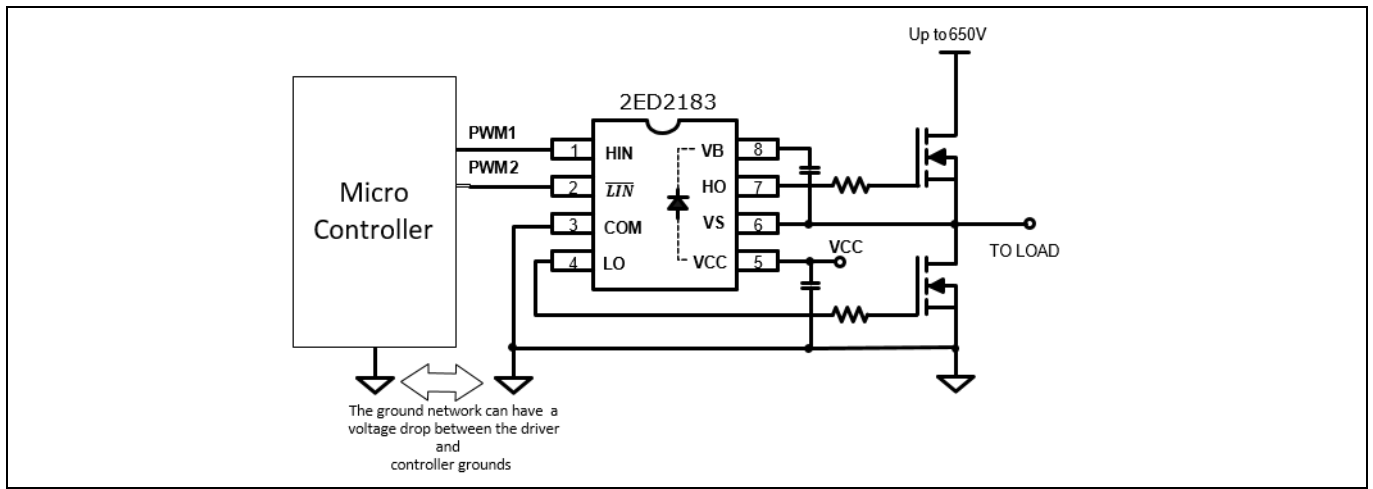 Up to 650V
2ED2183
PWM1
1 HIN
VB 8
PWM2
2 LIN
HO 7
Micro
Controller
3 COM
VS 6
TO LOAD
4 LO
VCC 5
VCC
The ground network can have a
voltage drop between the driver
and
controller grounds